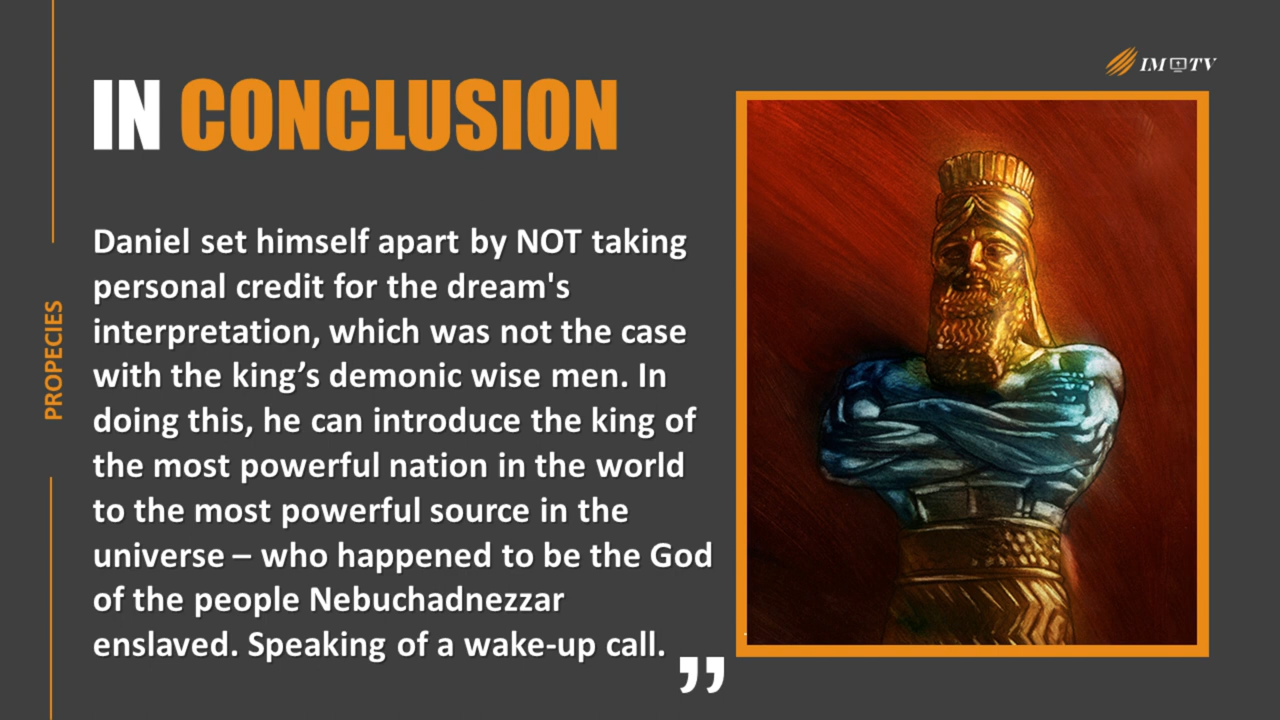 IM TV
IN CONCLUSION
PROPECIES
Daniel set himself apart by NOT taking
personal credit for the dream's
interpretation, which was not the case
with the king’s demonic wise men. In
doing this, he can introduce the king of
the most powerful nation in the world
to the most powerful source in the
universe – who happened to be the God
of the people Nebuchadnezzar
enslaved. Speaking of a wake-up call.
”